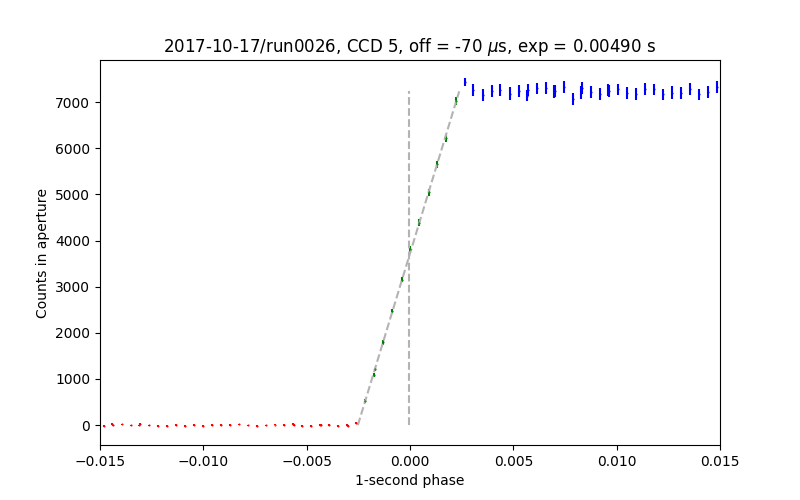 2017-10-17/run0026, CCD 5, off = -70 μs, exp = 0.00490 s
Counts in aperture
7000
6000
5000
4000
3000
2000
1000
0
−0.015 −0.010 −0.005 0.000 0.005 0.010 0.015
1-second phase